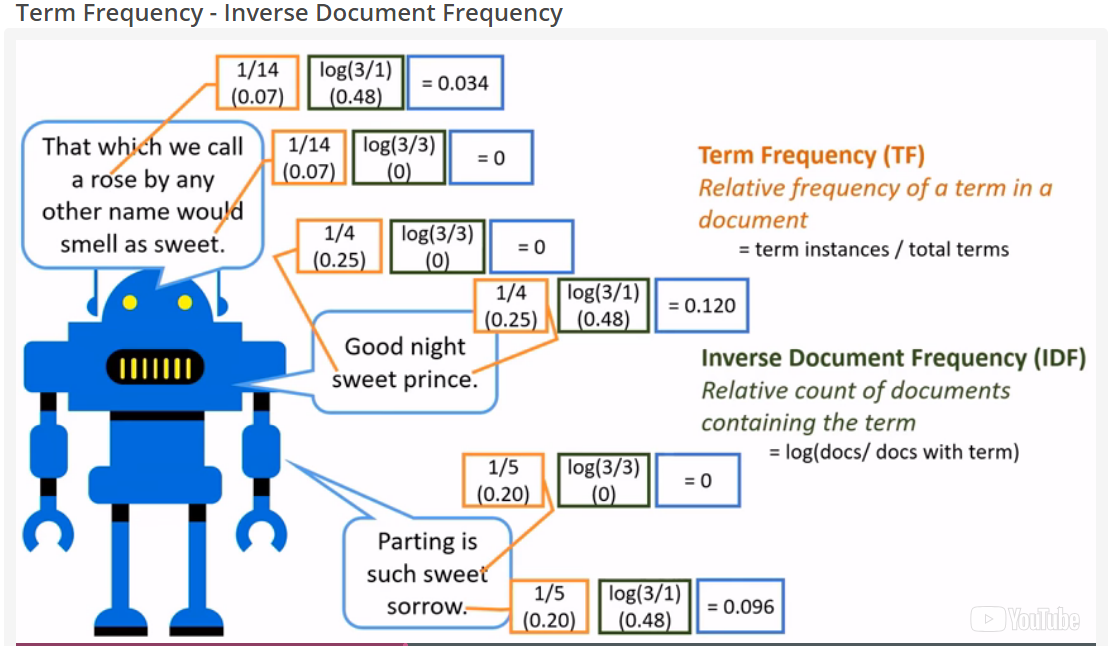 Term Frequency - Inverse Document Frequency
1/14
(0.07)
log(3/1)
(0.48)
= 0.034
That which we call
a rose by any
other name would
smell as sweet.
1/14
(0.07)
log(3/3)
(0)
= 0
1/4
(0.25)
log(3/3)
(0)
= 0
1/4
(0.25)
log(3/1)
(0.48)
= 0.120
Good night
sweet prince.
1/5
(0.20)
log(3/3)
(0)
= 0
Parting is
such sweet
sorrow.
1/5
(0.20)
log(3/1)
(0.48)
= 0.096
Term Frequency (TF)
Relative frequency of a term in a
document
= term instances / total terms
Inverse Document Frequency (IDF)
Relative count of documents
containing the term
= log(docs/ docs with term)
YouTube